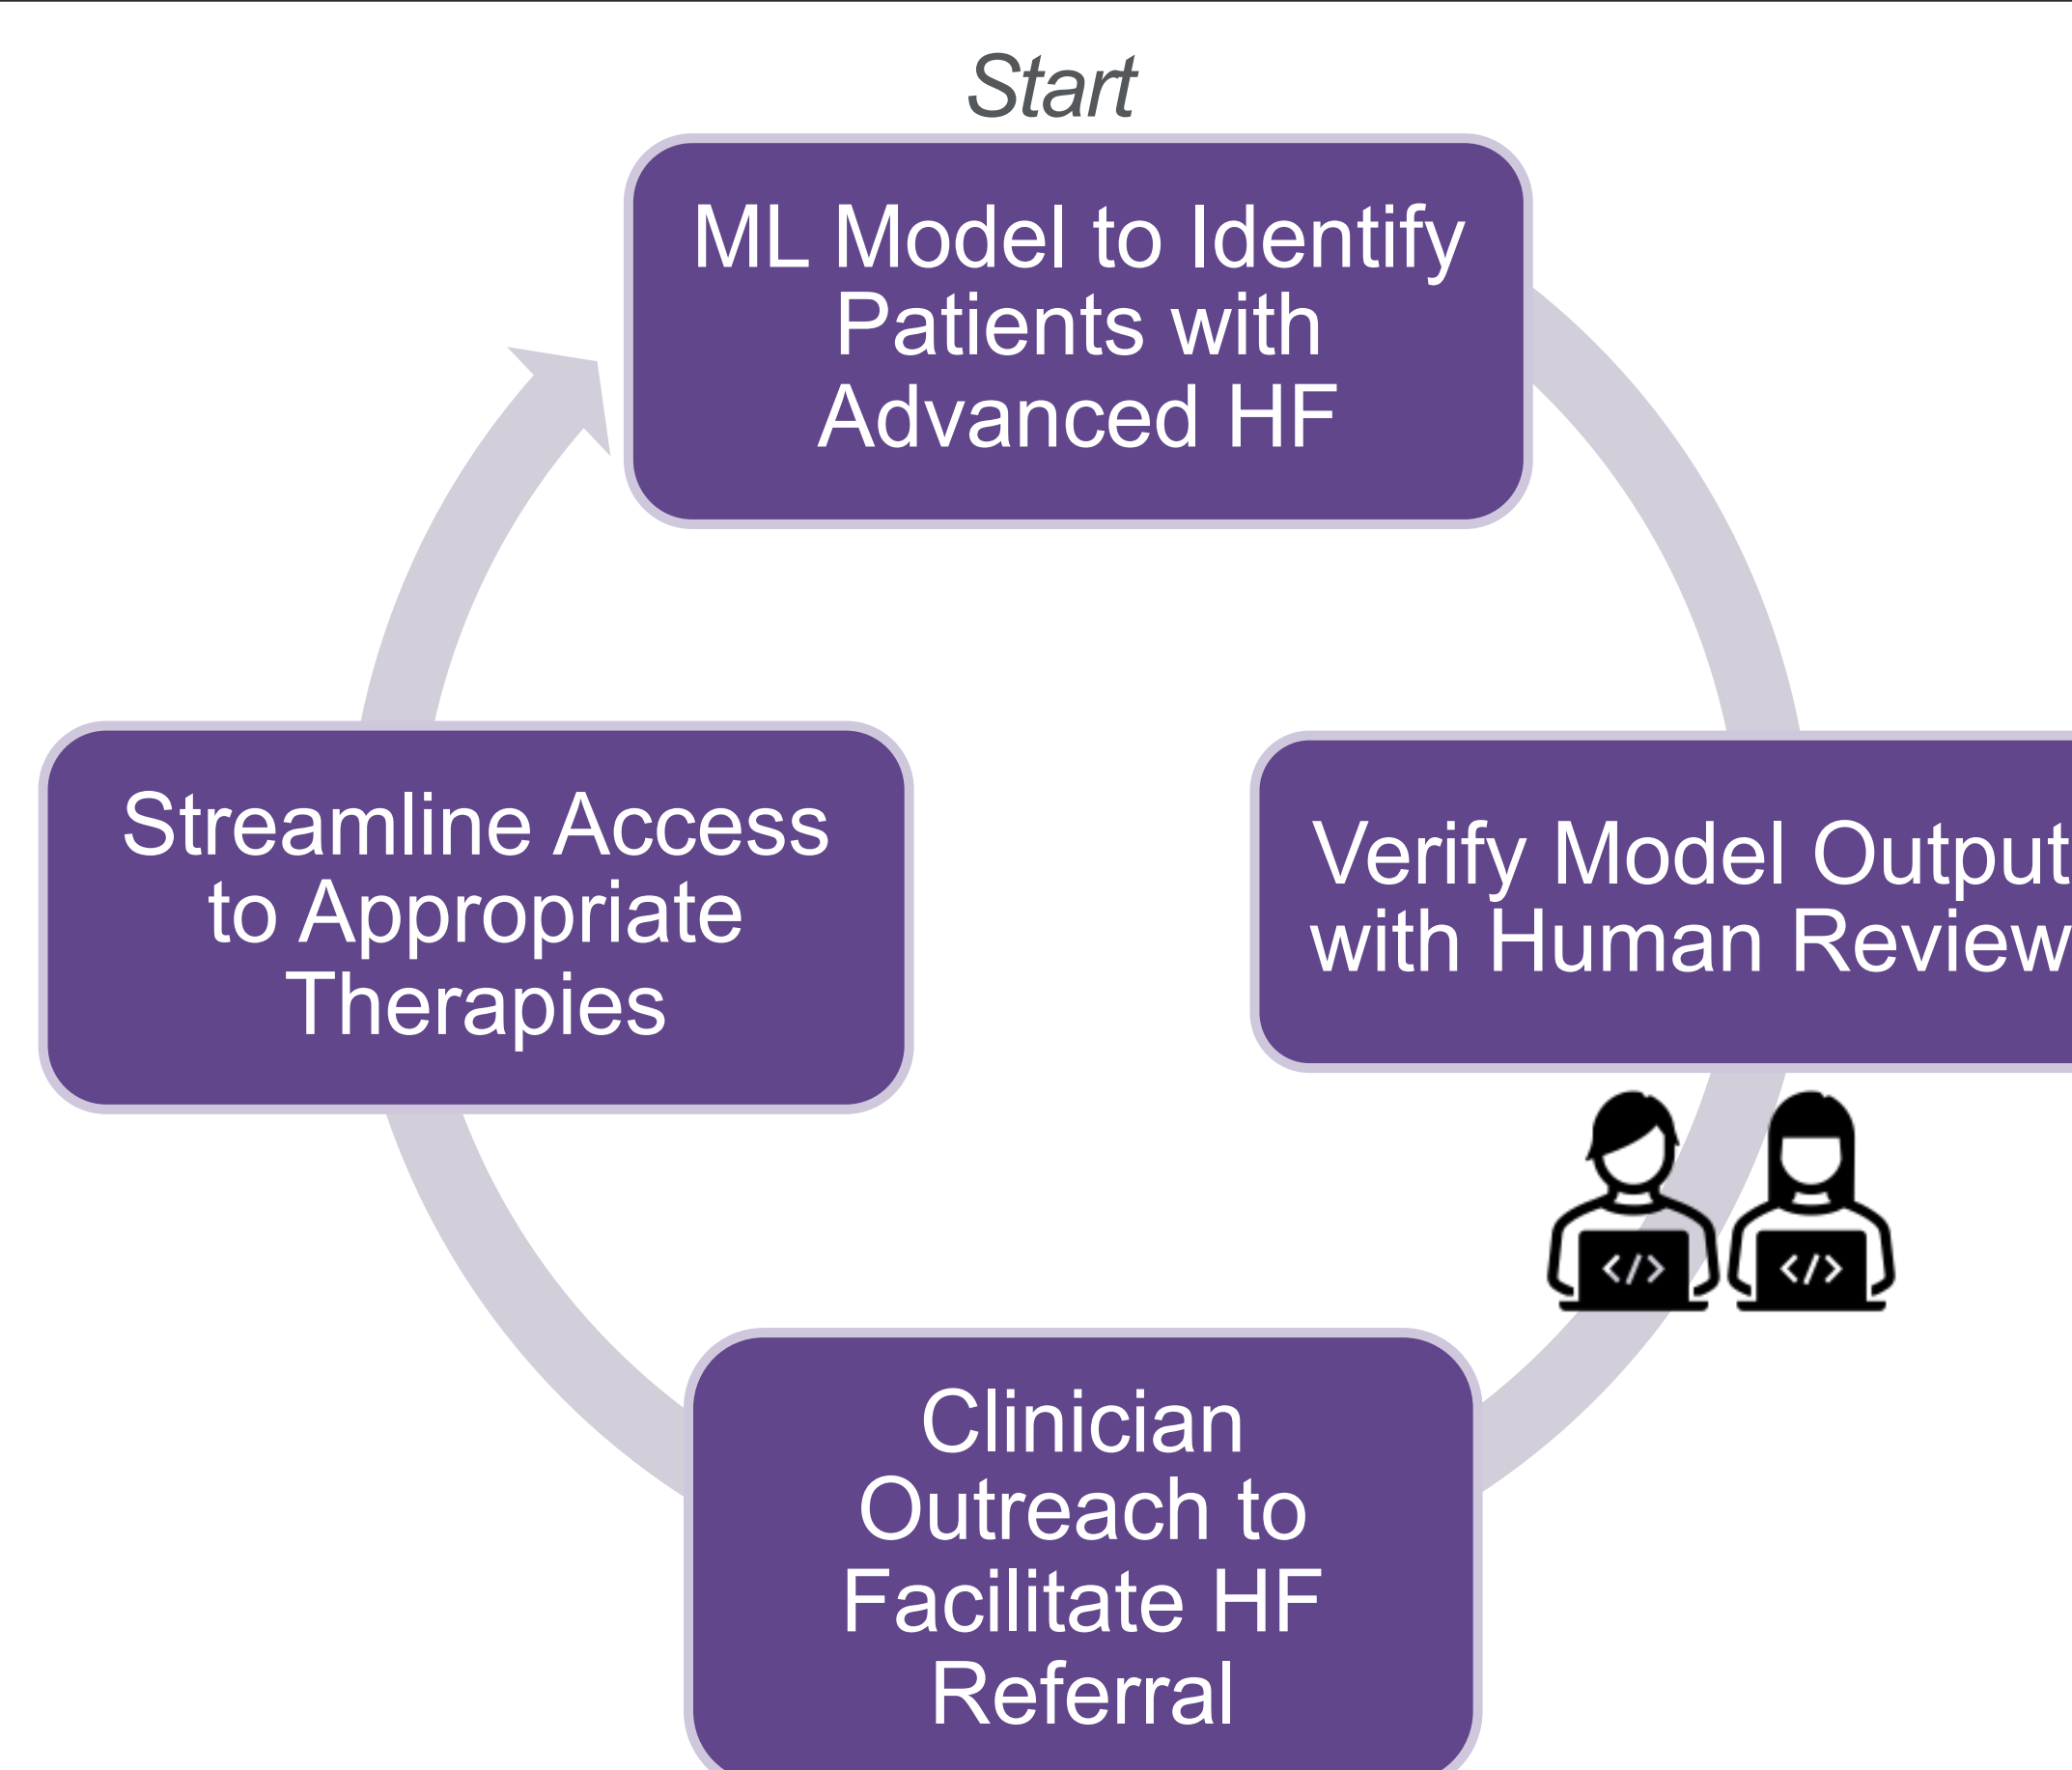 Start
ML Model to Identify
Patients with
Advanced HF
Streamline Access
to Appropriate
Therapies
Verify Model Output
with Human Review
</>
</>
Clinician
Outreach to
Facilitate HF
Referral